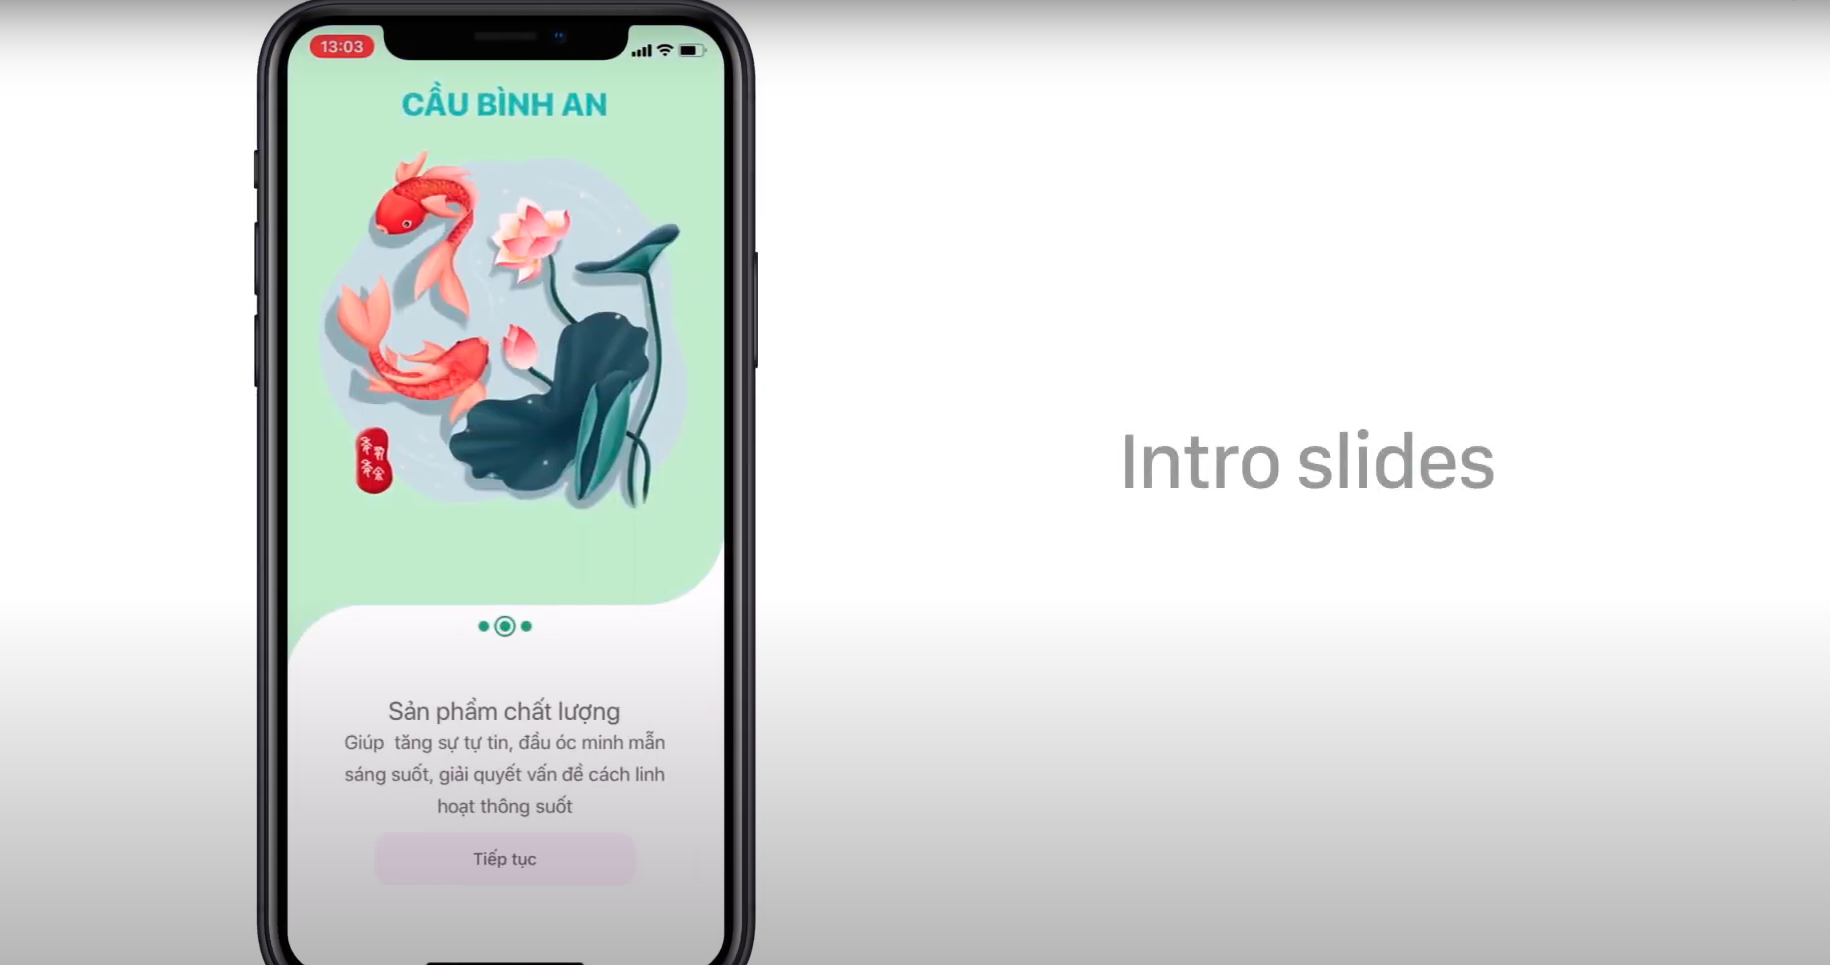 13:03
CẦU BÌNH AN
Intro slides
Sản phẩm chất lượng
Giúp  tăng sự tự tin, đầu óc minh mẫn
sáng suốt, giải quyết vấn đề cách linh
hoạt thông suốt
Tiếp tục